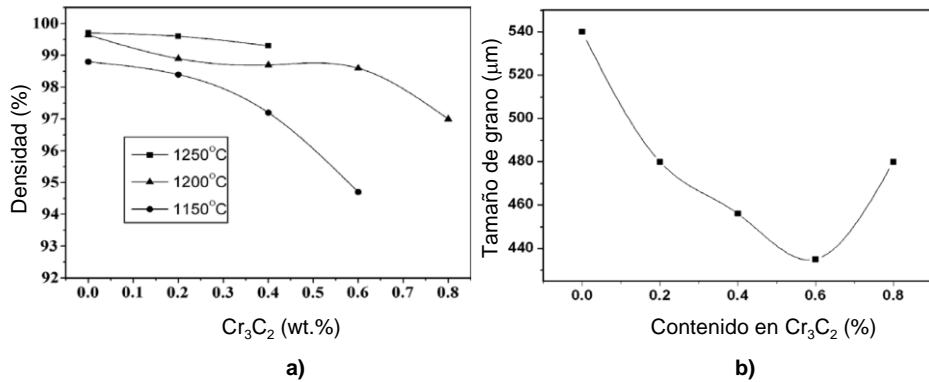 Densidad (%)
100
99
98
97
96
95
94
93
92
1250°C
1200°C
1150°C
0.0 0.1 0.2 0.3 0.4 0.5 0.6 0.7 0.8
Cr₃C₂ (wt.%)
a)
Tamaño de grano (μm)
540
520
500
480
460
440
0.0 0.2 0.4 0.6 0.8
Contenido en Cr₃C₂ (%)
b)